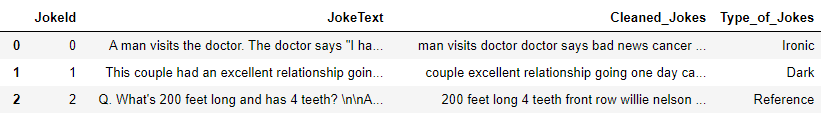 JokeId JokeText Cleaned_Jokes Type_of_Jokes
0 0 A man visits the doctor. The doctor says "I ha... man visits doctor doctor says bad news cancer ... Ironic
1 1 This couple had an excellent relationship goin... couple excellent relationship going one day ca... Dark
2 2 Q. What's 200 feet long and has 4 teeth? \n\nA... 200 feet long 4 teeth front row willie nelson ... Reference